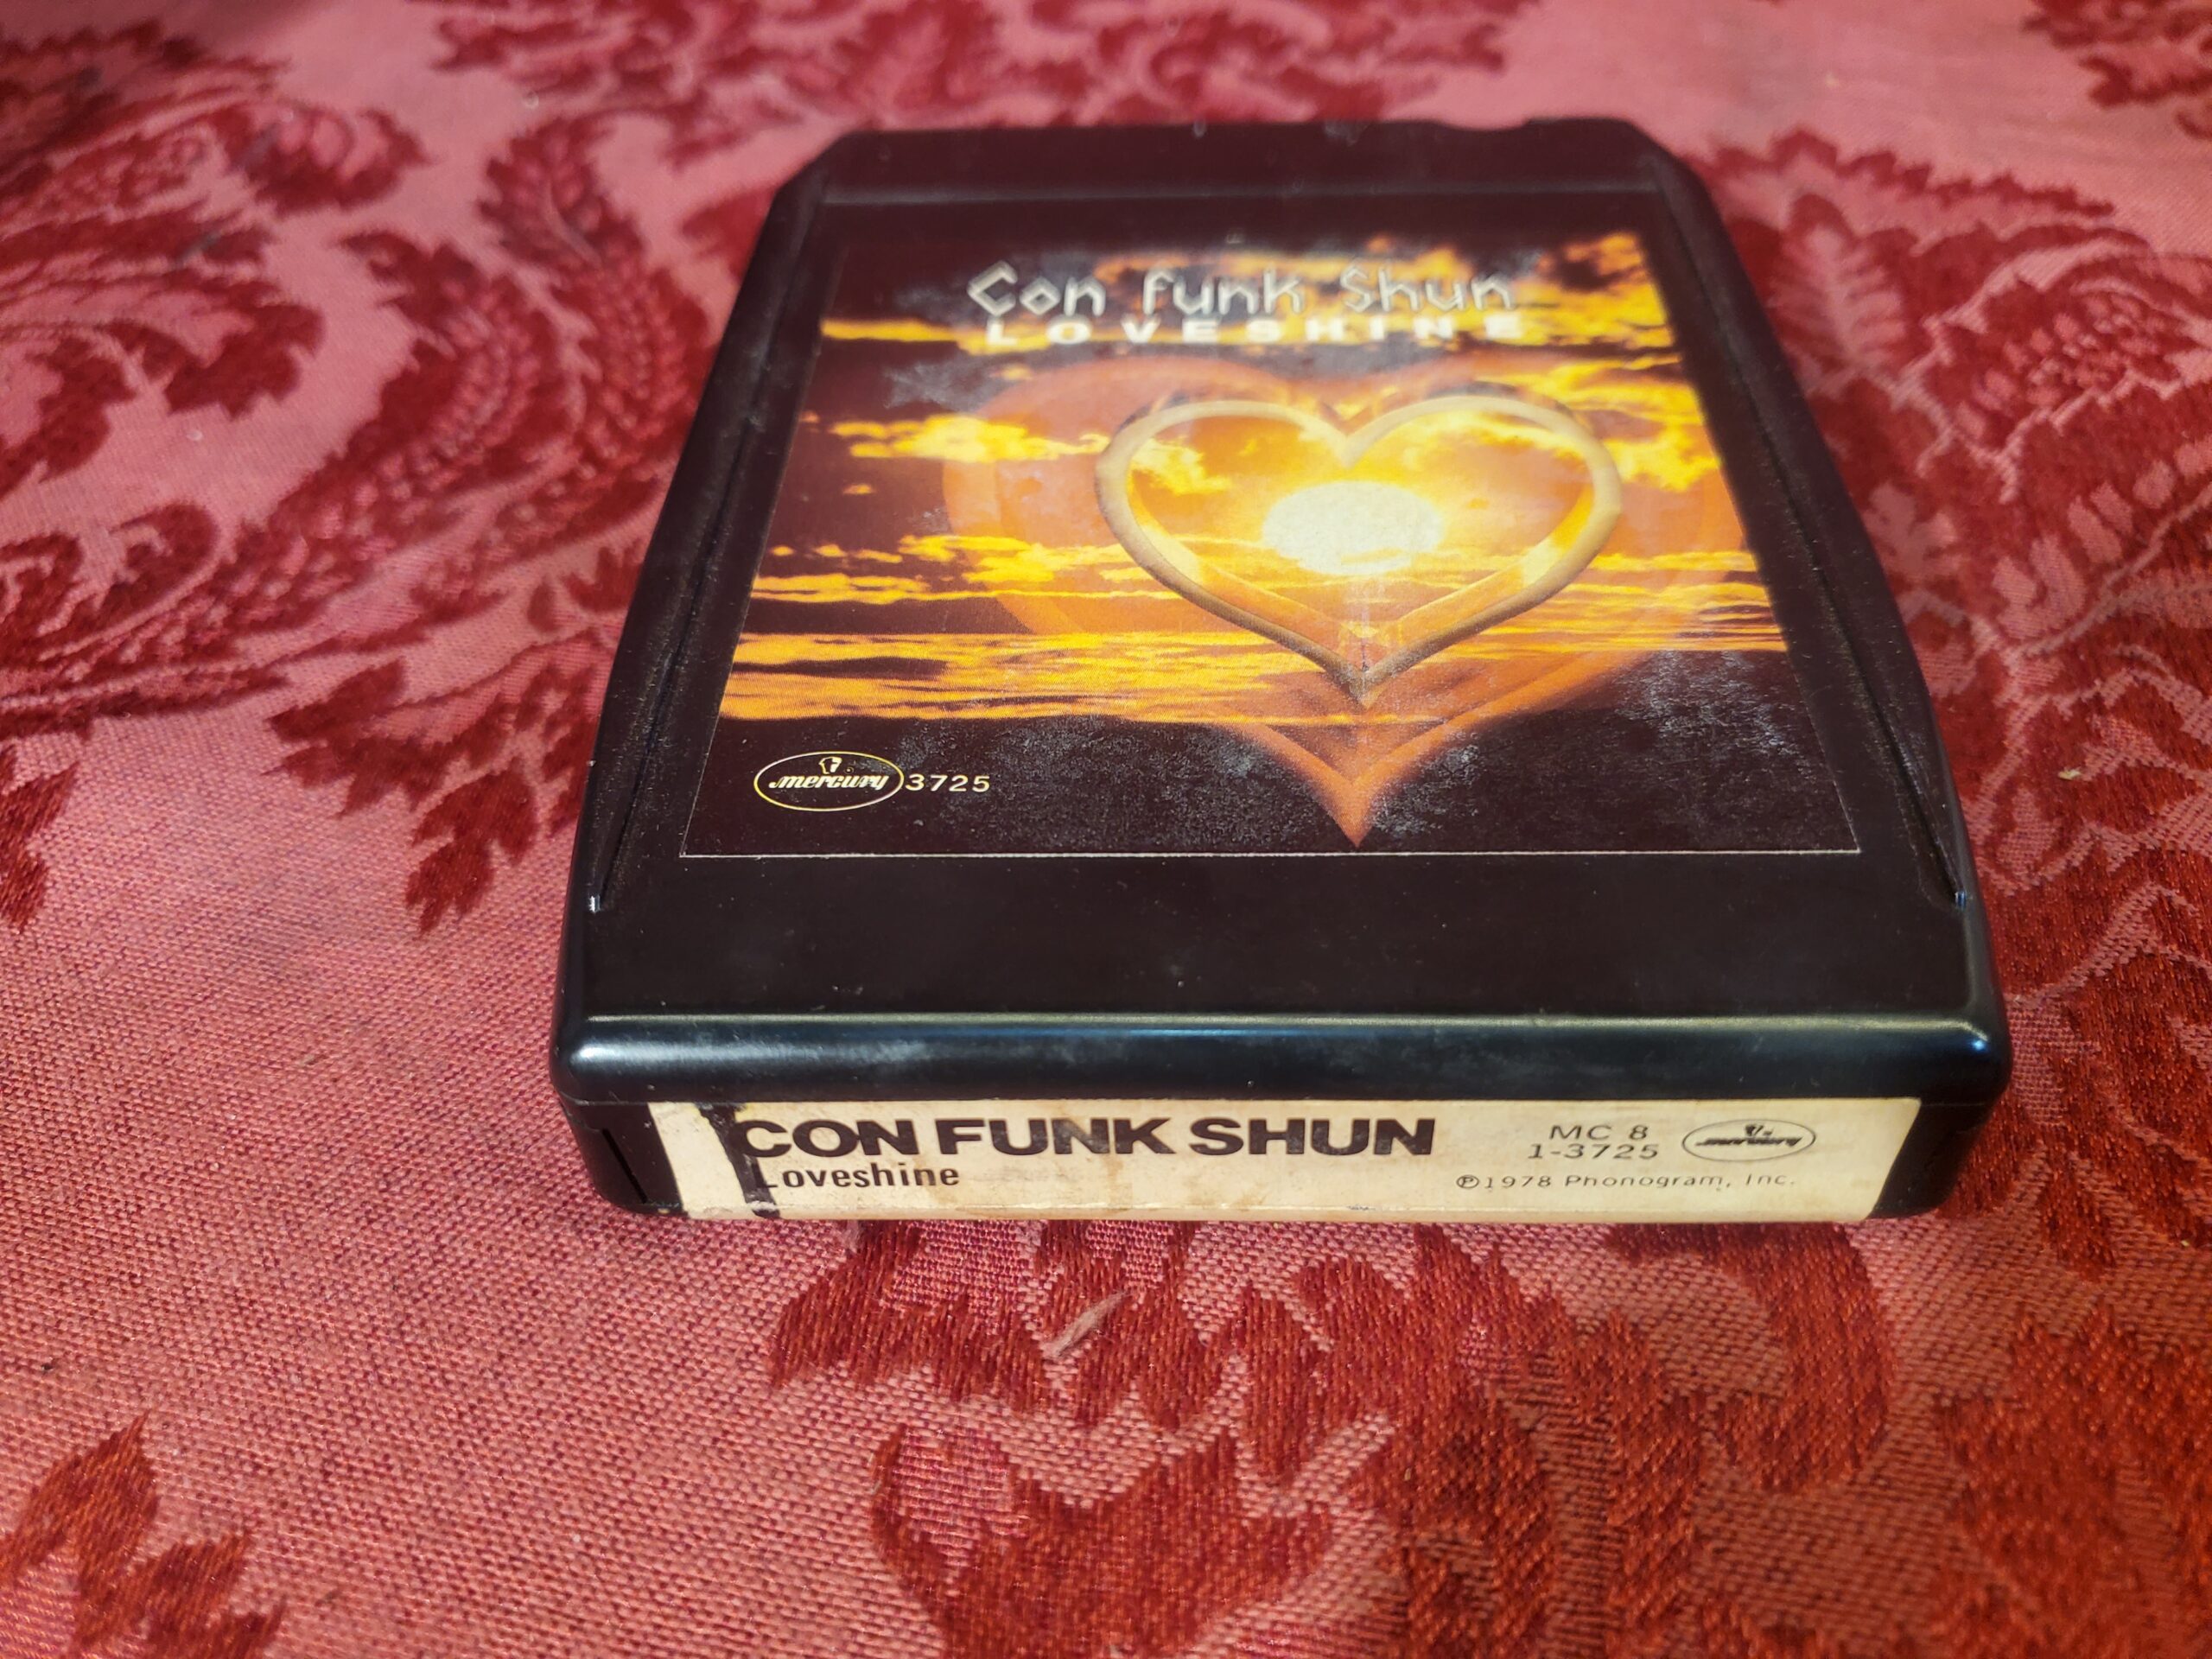 Con Funk Shun
LOVESHINE
mercury 3725
CON FUNK SHUN
Loveshine
MC 8
1-3725
mercury
℗1978 Phonogram, Inc.